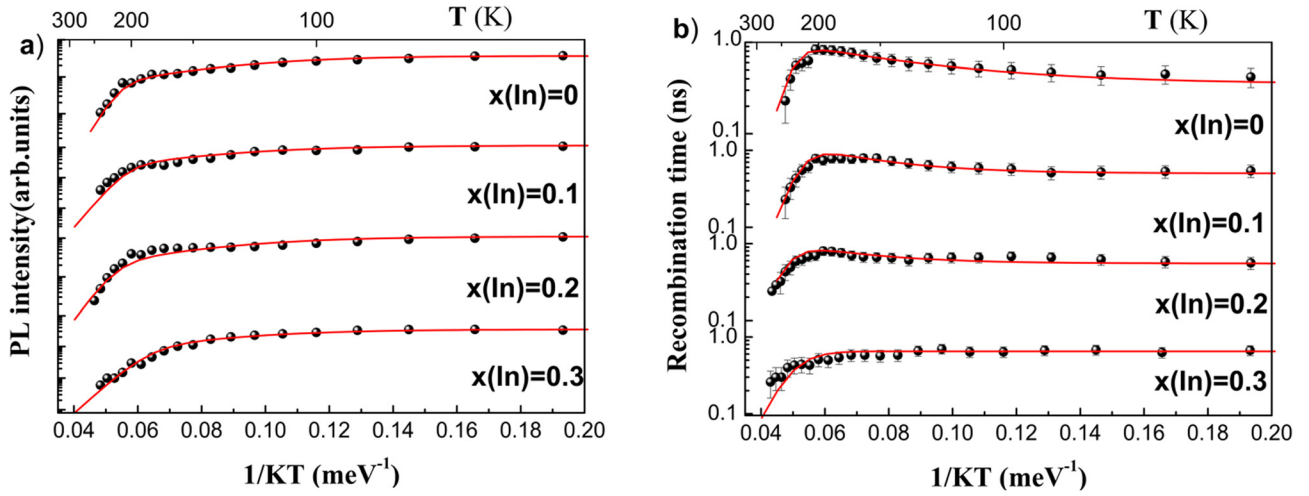 300 200 100 T (K)
a)
PL intensity(arb.units)
x(In)=0
x(In)=0.1
x(In)=0.2
x(In)=0.3
0.04 0.06 0.08 0.10 0.12 0.14 0.16 0.18 0.20
1/KT (meV-1)
300 200 100 T (K)
b)
Recombination time (ns)
1.0
x(In)=0
0.1
1.0
x(In)=0.1
0.1
1.0
x(In)=0.2
0.1
1.0
x(In)=0.3
0.1
0.04 0.06 0.08 0.10 0.12 0.14 0.16 0.18 0.20
1/KT (meV-1)